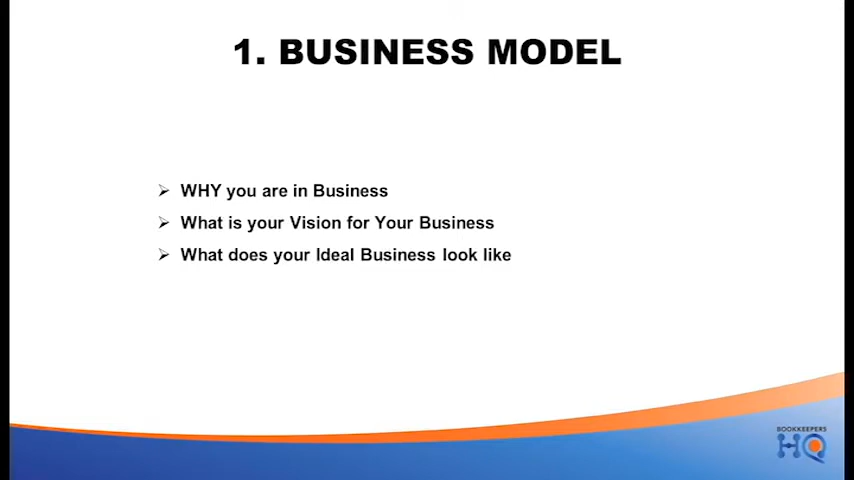 1. BUSINESS MODEL
WHY you are in Business
What is your Vision for Your Business
What does your Ideal Business look like
BOOKKEEPERS
HQ